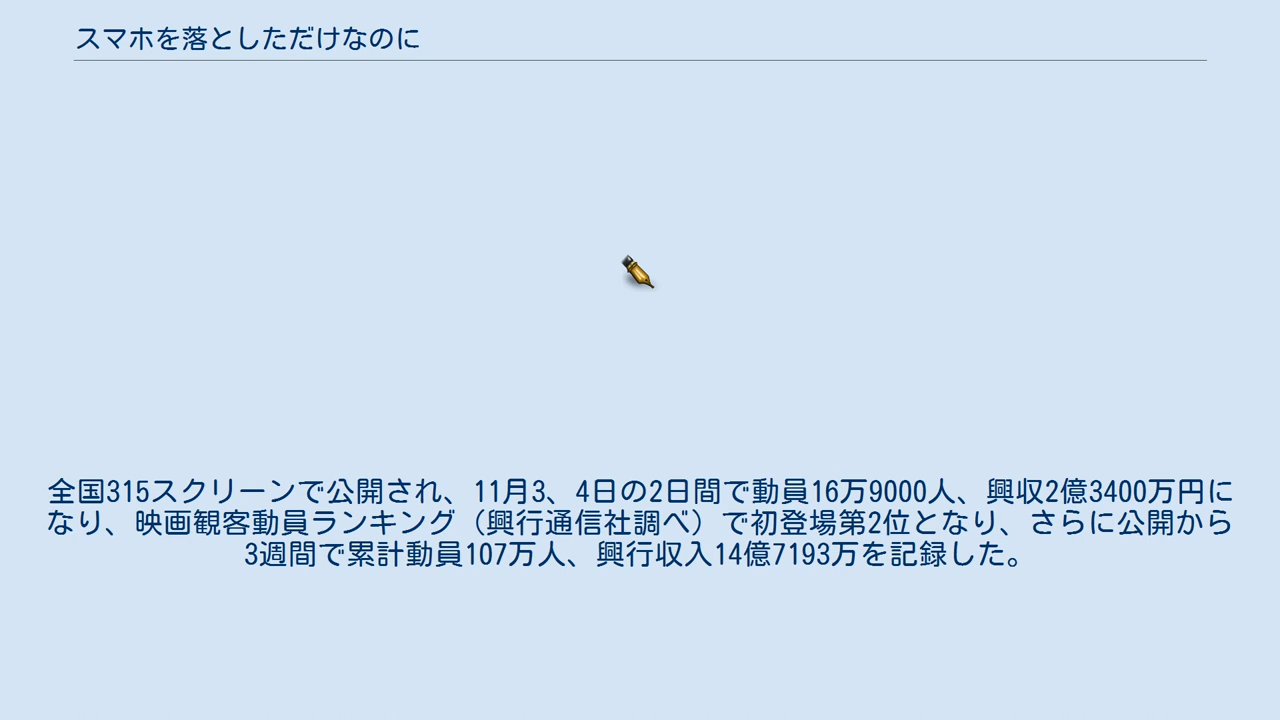 スマホを落としただけなのに
全国315スクリーンで公開され、11月3、4日の2日間で動員16万9000人、興収2億3400万円に
なり、映画観客動員ランキング（興行通信社調べ）で初登場第2位となり、さらに公開から
3週間で累計動員107万人、興行収入14億7193万を記録した。